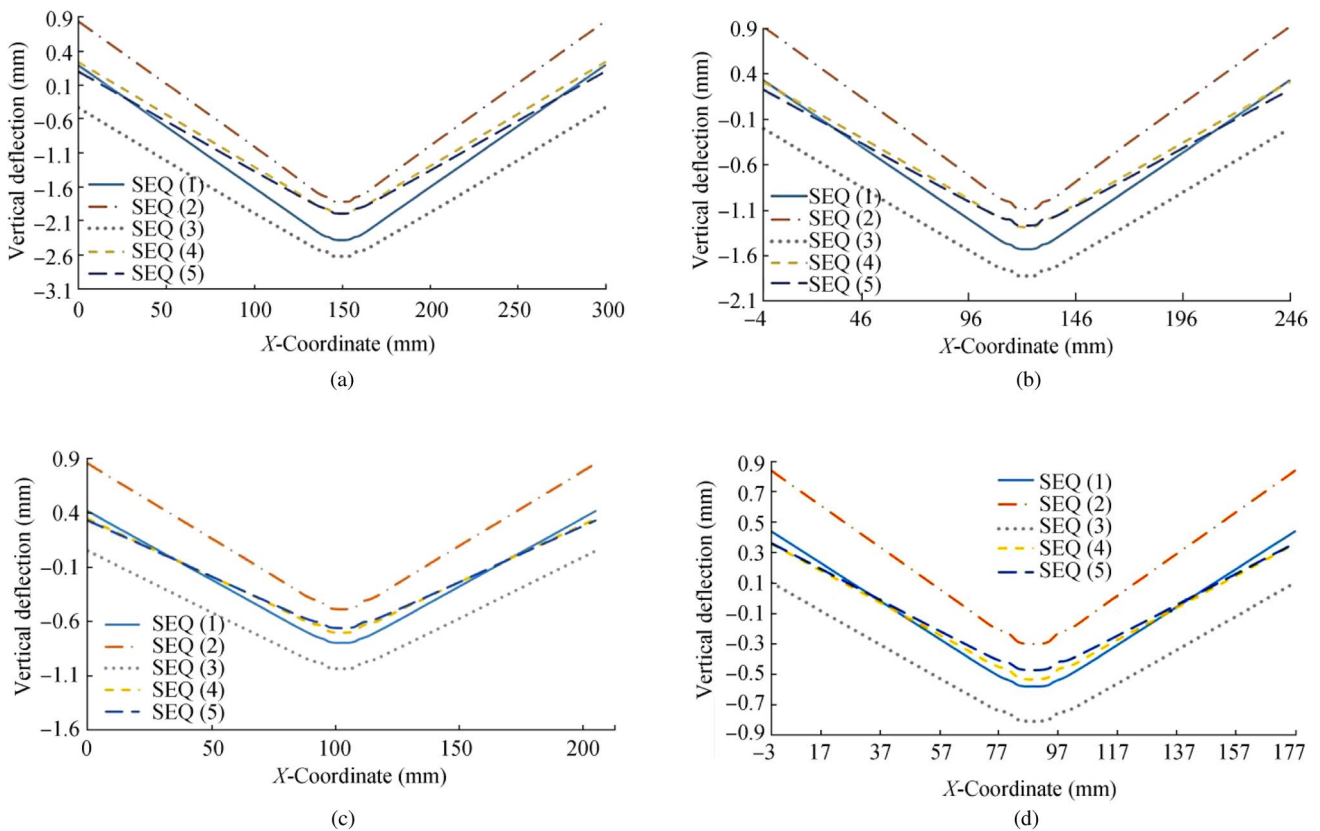 0.9
0.4
0.1
−0.6
−1.1
−1.6
−2.1
−2.6
−3.1
Vertical deflection (mm)
SEQ (1)
SEQ (2)
SEQ (3)
SEQ (4)
SEQ (5)
0 50 100 150 200 250 300
X-Coordinate (mm)
(a)
0.9
0.4
−0.1
−0.6
−1.1
−1.6
−2.1
Vertical deflection (mm)
SEQ (1)
SEQ (2)
SEQ (3)
SEQ (4)
SEQ (5)
−4 46 96 146 196 246
X-Coordinate (mm)
(b)
0.9
0.4
−0.1
−0.6
−1.1
−1.6
Vertical deflection (mm)
SEQ (1)
SEQ (2)
SEQ (3)
SEQ (4)
SEQ (5)
0 50 100 150 200
X-Coordinate (mm)
(c)
0.9
0.7
0.5
0.3
0.1
−0.1
−0.3
−0.5
−0.7
−0.9
Vertical deflection (mm)
SEQ (1)
SEQ (2)
SEQ (3)
SEQ (4)
SEQ (5)
−3 17 37 57 77 97 117 137 157 177
X-Coordinate (mm)
(d)